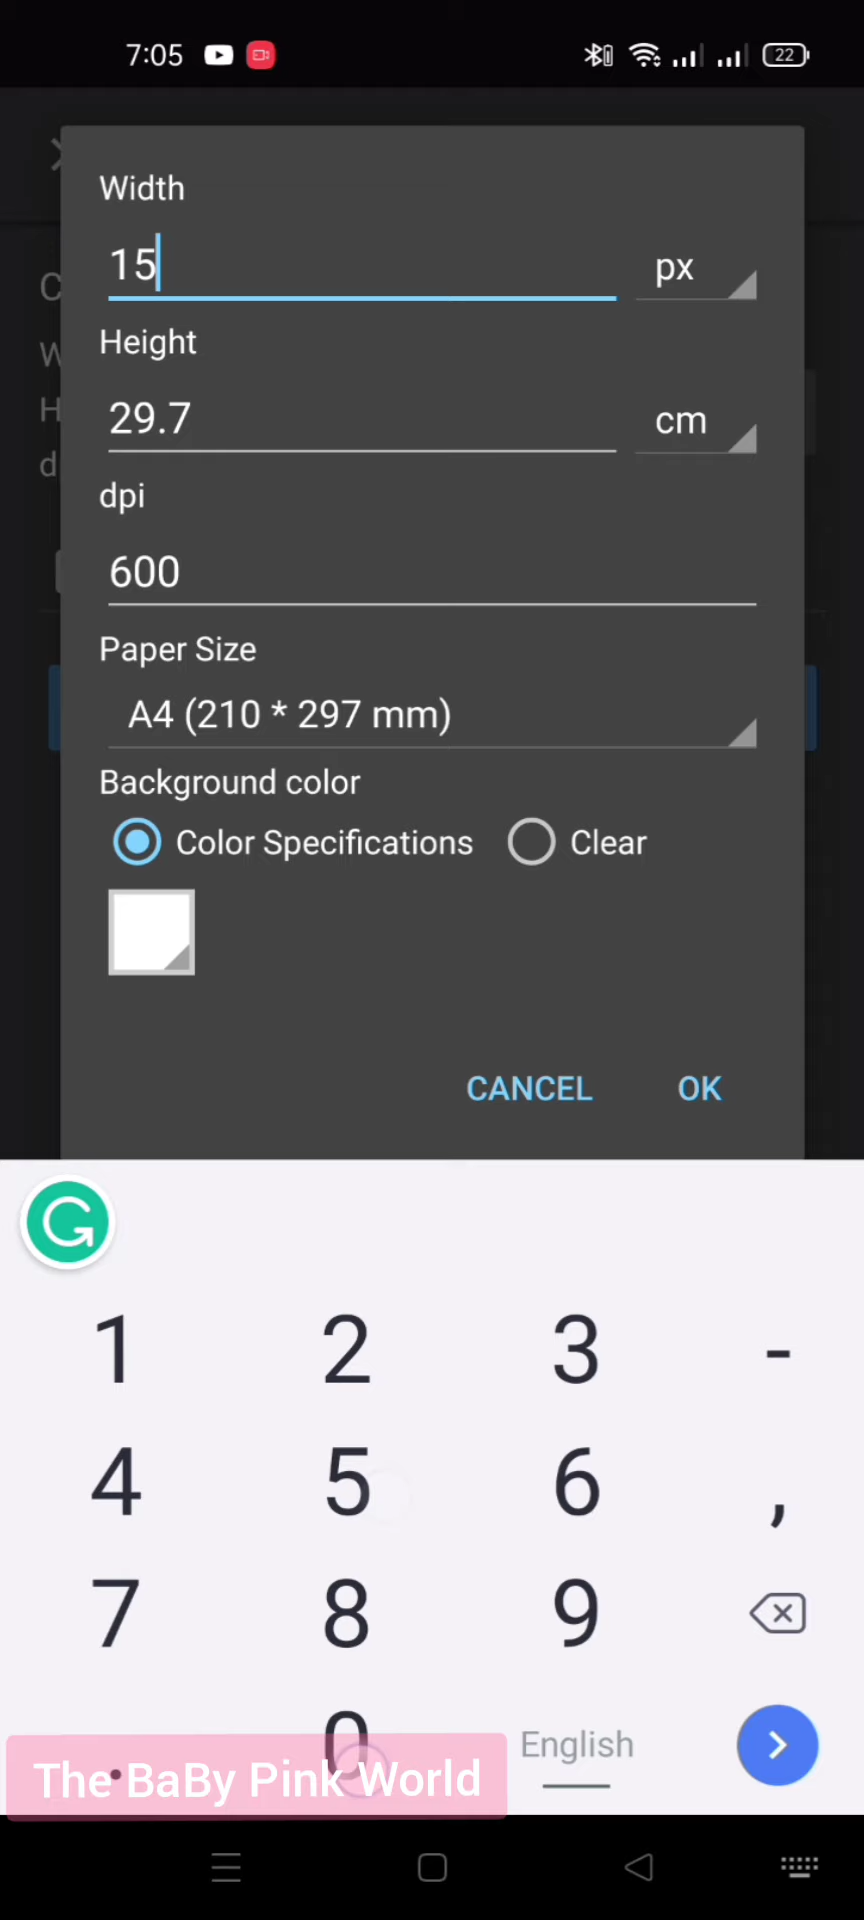 7:05
22
Width
15
px
Height
29.7
cm
dpi
600
Paper Size
A4 (210 * 297 mm)
Background color
Color Specifications
Clear
CANCEL
OK
1 2 3 -
4 5 6 ,
7 8 9
. 0 English
The BaBy Pink World